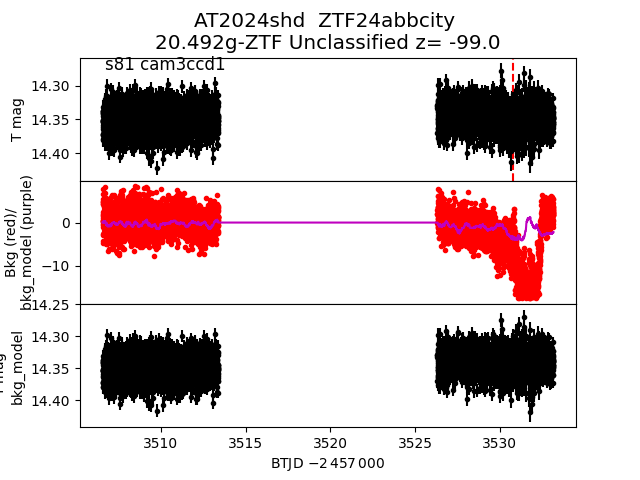 AT2024shd  ZTF24abbcity
20.492g-ZTF Unclassified z= -99.0
s81 cam3ccd1
T mag
14.30
14.35
14.40
Bkg (red)/
bkg_model (purple)
0
−10
14.25
bkg_model
14.30
14.35
14.40
3510
3515
3520
3525
3530
BTJD −2 457 000